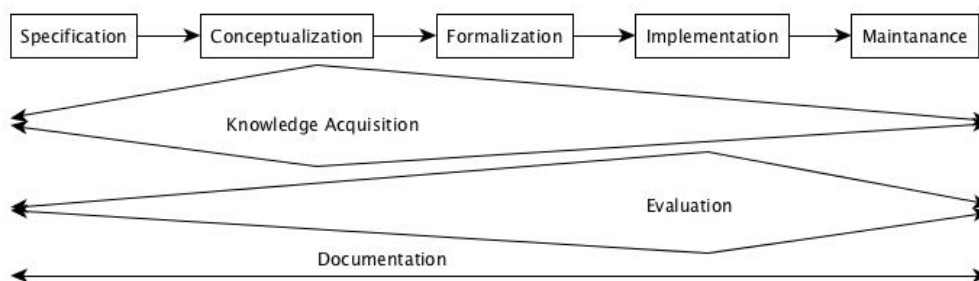 Specification Conceptualization Formalization Implementation Maintanance
Knowledge Acquisition
Evaluation
Documentation